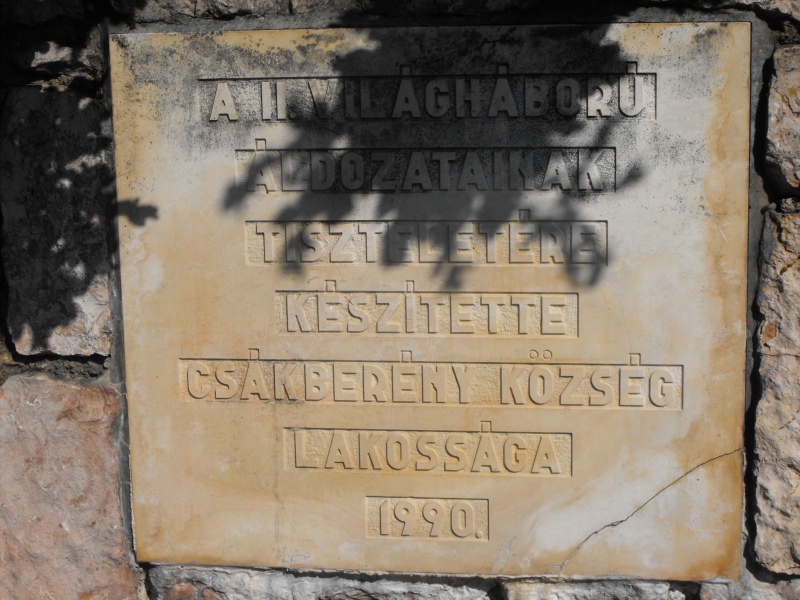 A II. VILÁGHÁBORÚ
ÁLDOZATAINAK
TISZTELETÉRE
KÉSZÍTETTE
CSÁKBERÉNY KÖZSÉG
LAKOSSÁGA
1990.